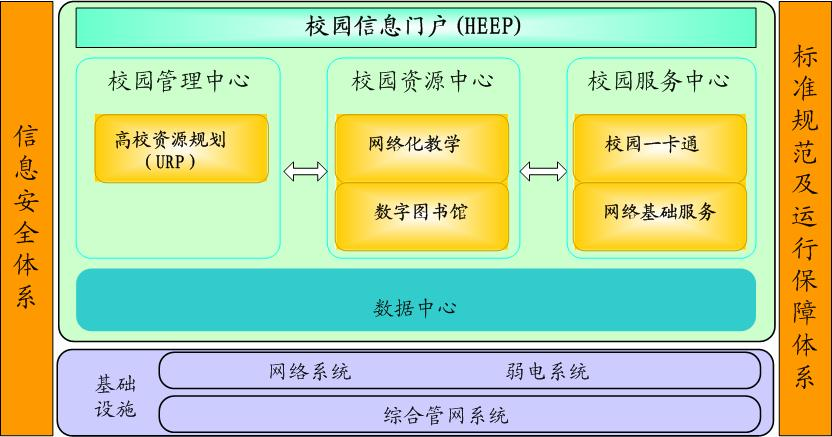 校园信息门户(HEEP)
校园管理中心
校园资源中心
校园服务中心
高校资源规划
(URP)
网络化教学
数字图书馆
校园一卡通
网络基础服务
数据中心
基础
设施
网络系统
弱电系统
综合管网系统
信息安全体系
标准规范及运行保障体系